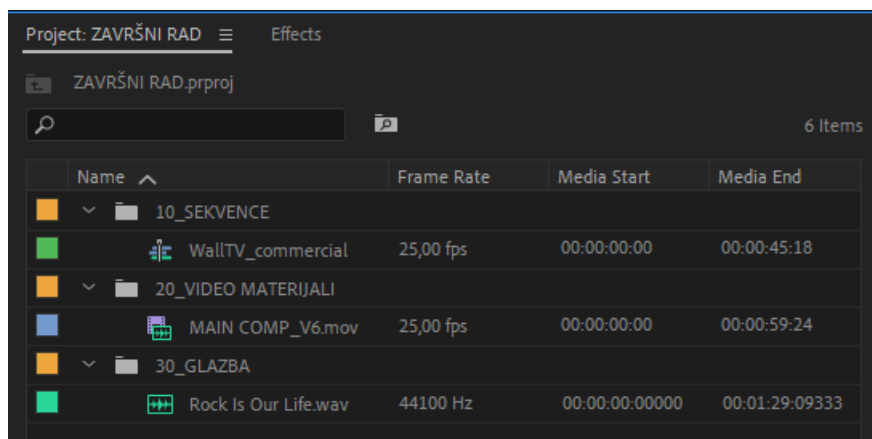 Project: ZAVRŠNI RAD ≡ Effects
ZAVRŠNI RAD.prproj
6 Items
Name Frame Rate Media Start Media End
10_SEKVENCE
WallTV_commercial 25,00 fps 00:00:00:00 00:00:45:18
20_VIDEO MATERIJALI
MAIN COMP_V6.mov 25,00 fps 00:00:00:00 00:00:59:24
30_GLAZBA
Rock Is Our Life.wav 44100 Hz 00:00:00:00000 00:01:29:09333